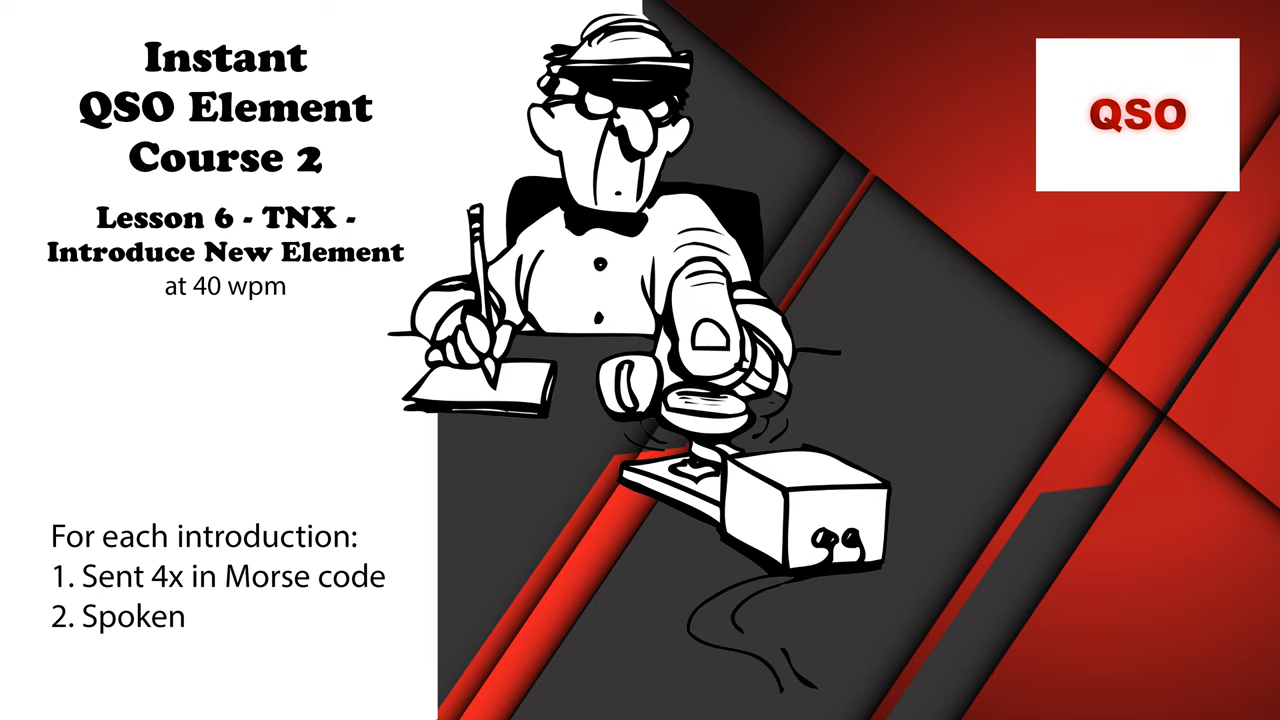 Instant
QSO Element
Course 2
Lesson 6 - TNX -
Introduce New Element
at 40 wpm
QSO
For each introduction:
1. Sent 4x in Morse code
2. Spoken